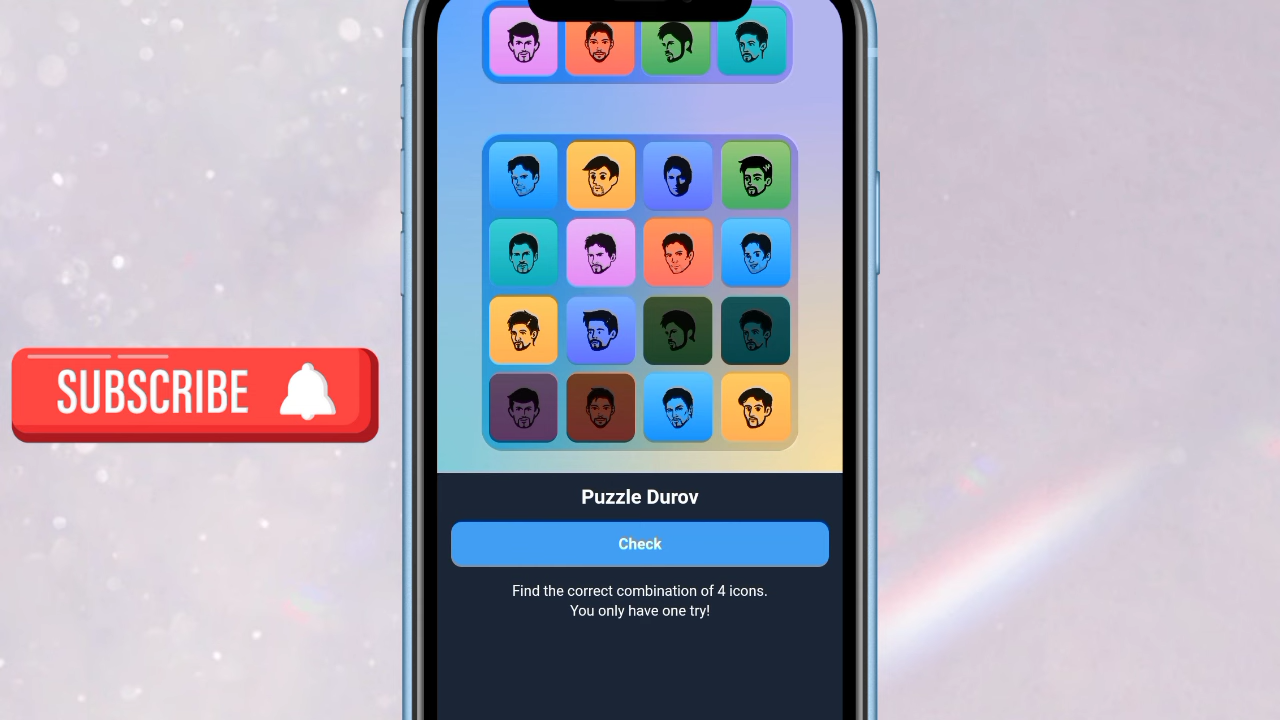 SUBSCRIBE
Puzzle Durov
Check
Find the correct combination of 4 icons.
You only have one try!